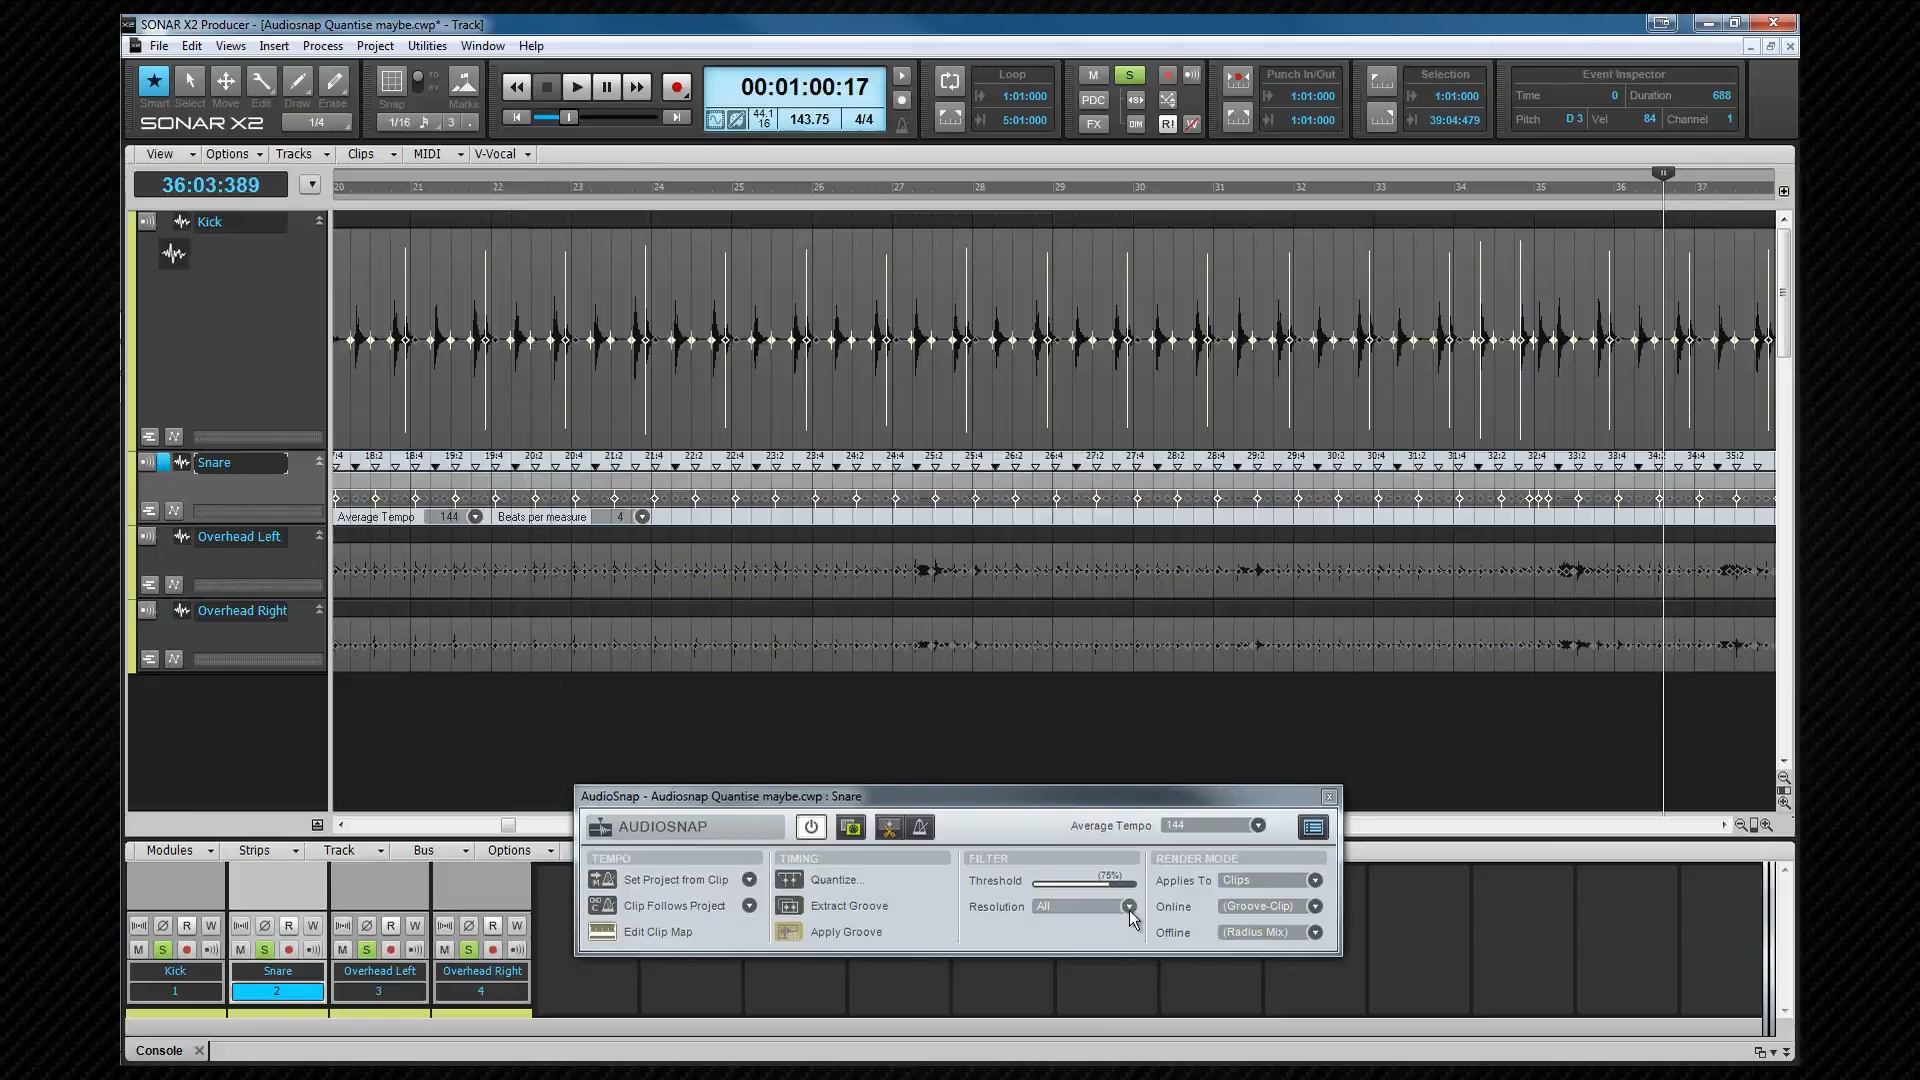 SONAR X2 Producer - [Audiosnap Quantise maybe.cwp* - Track]
File Edit Views Insert Process Project Utilities Window Help
Smart Select Move Edit Draw Erase
SONAR X2 1/4
TO BY
Snap Marks
1/16 3
00:01:00:17
44.1 16 143.75 4/4
Loop
1:01:000
5:01:000
M S
PDC
FX DIM R!
Punch In/Out
1:01:000
1:01:000
Selection
1:01:000
39:04:479
Event Inspector
Time 0 Duration 688
Pitch D 3 Vel 84 Channel 1
View Options Tracks Clips MIDI V-Vocal
36:03:389
20 21 22 23 24 25 26 27 28 29 30 31 32 33 34 35 36 37
Kick
Snare
7:4 18:2 18:4 19:2 19:4 20:2 20:4 21:2 21:4 22:2 22:4 23:2 23:4 24:2 24:4 25:2 25:4 26:2 26:4 27:2 27:4 28:2 28:4 29:2 29:4 30:2 30:4 31:2 31:4 32:2 32:4 33:2 33:4 34:2 34:4 35:2
Average Tempo 144 Beats per measure 4
Overhead Left
Overhead Right
AudioSnap - Audiosnap Quantise maybe.cwp : Snare
AUDIOSNAP
Average Tempo 144
TEMPO TIMING FILTER RENDER MODE
Set Project from Clip Quantize... Threshold (75%) Applies To Clips
Clip Follows Project Extract Groove Resolution All Online (Groove-Clip)
Edit Clip Map Apply Groove Offline (Radius Mix)
Modules Strips Track Bus Options
R W R W R W R W
M S M S M S M S
Kick Snare Overhead Left Overhead Right
1 2 3 4
Console